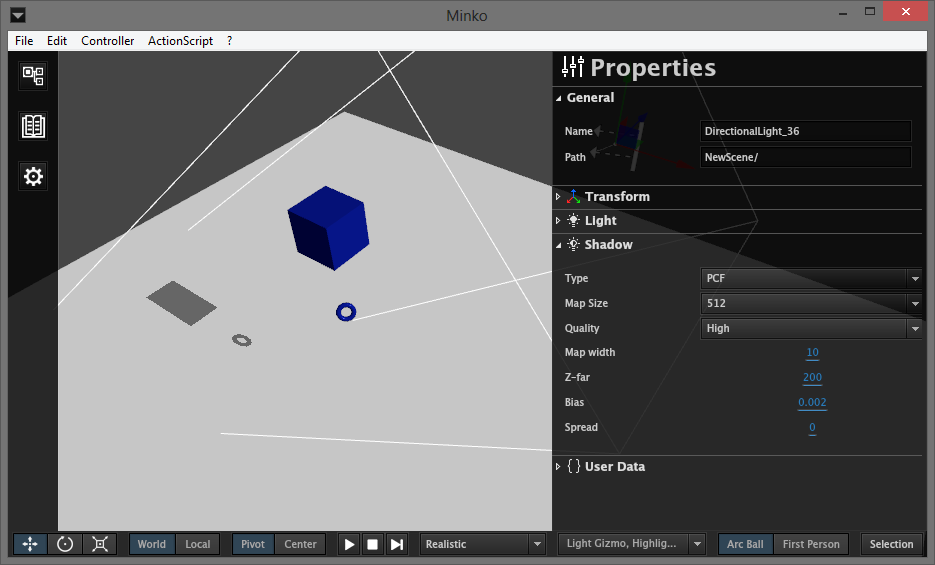 Minko
File Edit Controller ActionScript ?
Properties
General
Name DirectionalLight_36
Path NewScene/
Transform
Light
Shadow
Type PCF
Map Size 512
Quality High
Map width 10
Z-far 200
Bias 0.002
Spread 0
{} User Data
World Local Pivot Center Realistic Light Gizmo, Highlig... Arc Ball First Person Selection